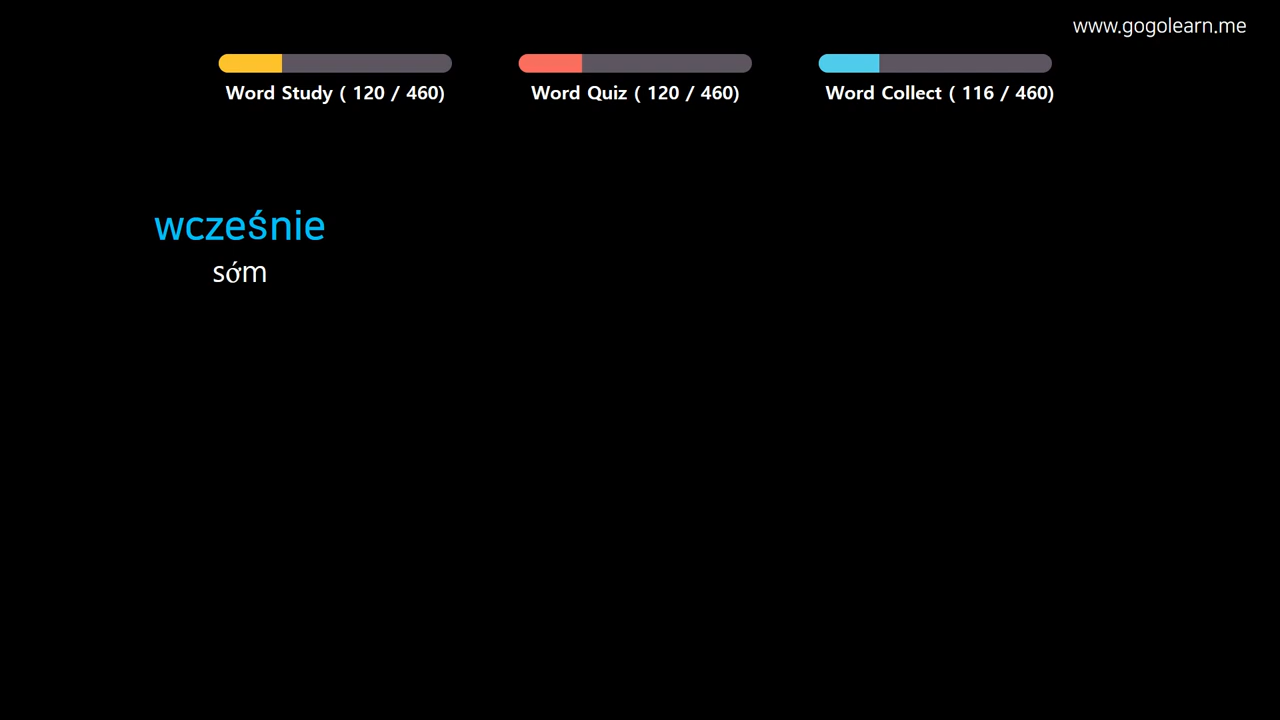 www.gogolearn.me
Word Study ( 120 / 460)
Word Quiz ( 120 / 460)
Word Collect ( 116 / 460)
wcześnie
sớm